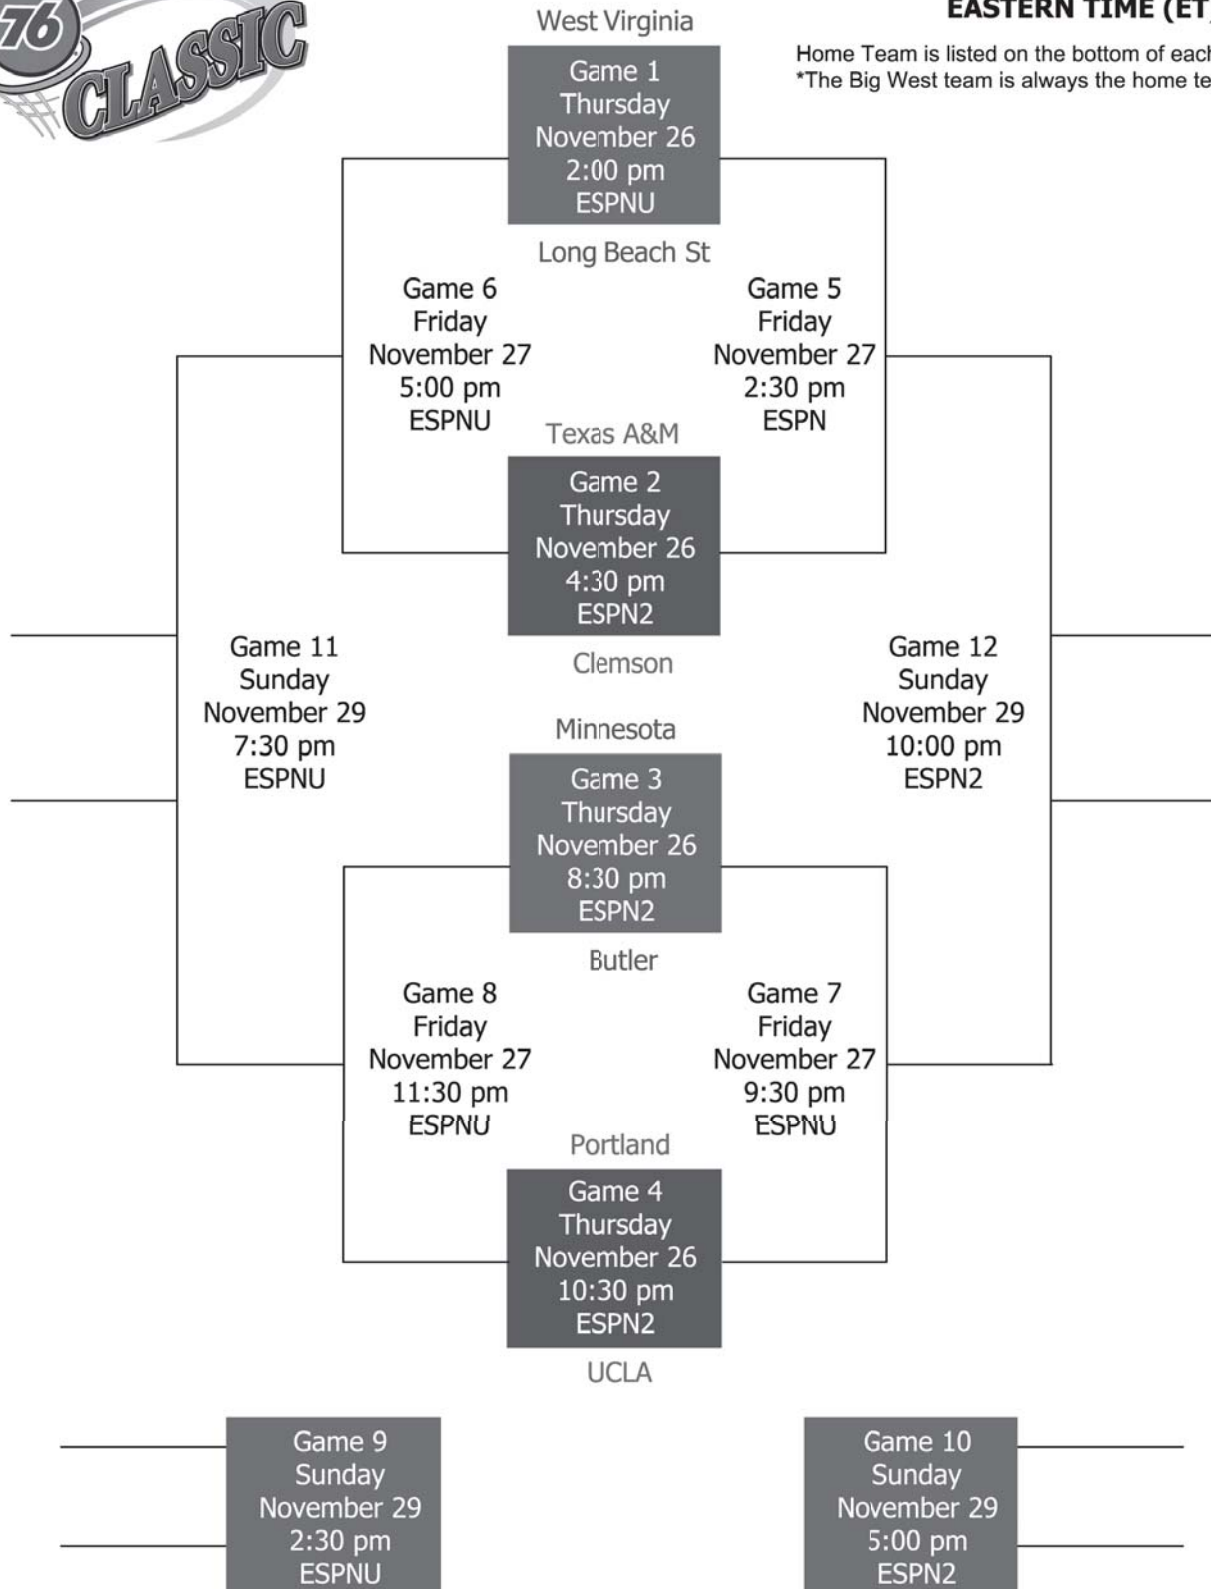 76
CLASSIC
EASTERN TIME (ET)
Home Team is listed on the bottom of each
*The Big West team is always the home te
West Virginia
Game 1
Thursday
November 26
2:00 pm
ESPNU
Long Beach St
Game 6
Friday
November 27
5:00 pm
ESPNU
Game 5
Friday
November 27
2:30 pm
ESPN
Texas A&M
Game 2
Thursday
November 26
4:30 pm
ESPN2
Clemson
Game 11
Sunday
November 29
7:30 pm
ESPNU
Game 12
Sunday
November 29
10:00 pm
ESPN2
Minnesota
Game 3
Thursday
November 26
8:30 pm
ESPN2
Butler
Game 8
Friday
November 27
11:30 pm
ESPNU
Game 7
Friday
November 27
9:30 pm
ESPNU
Portland
Game 4
Thursday
November 26
10:30 pm
ESPN2
UCLA
Game 9
Sunday
November 29
2:30 pm
ESPNU
Game 10
Sunday
November 29
5:00 pm
ESPN2